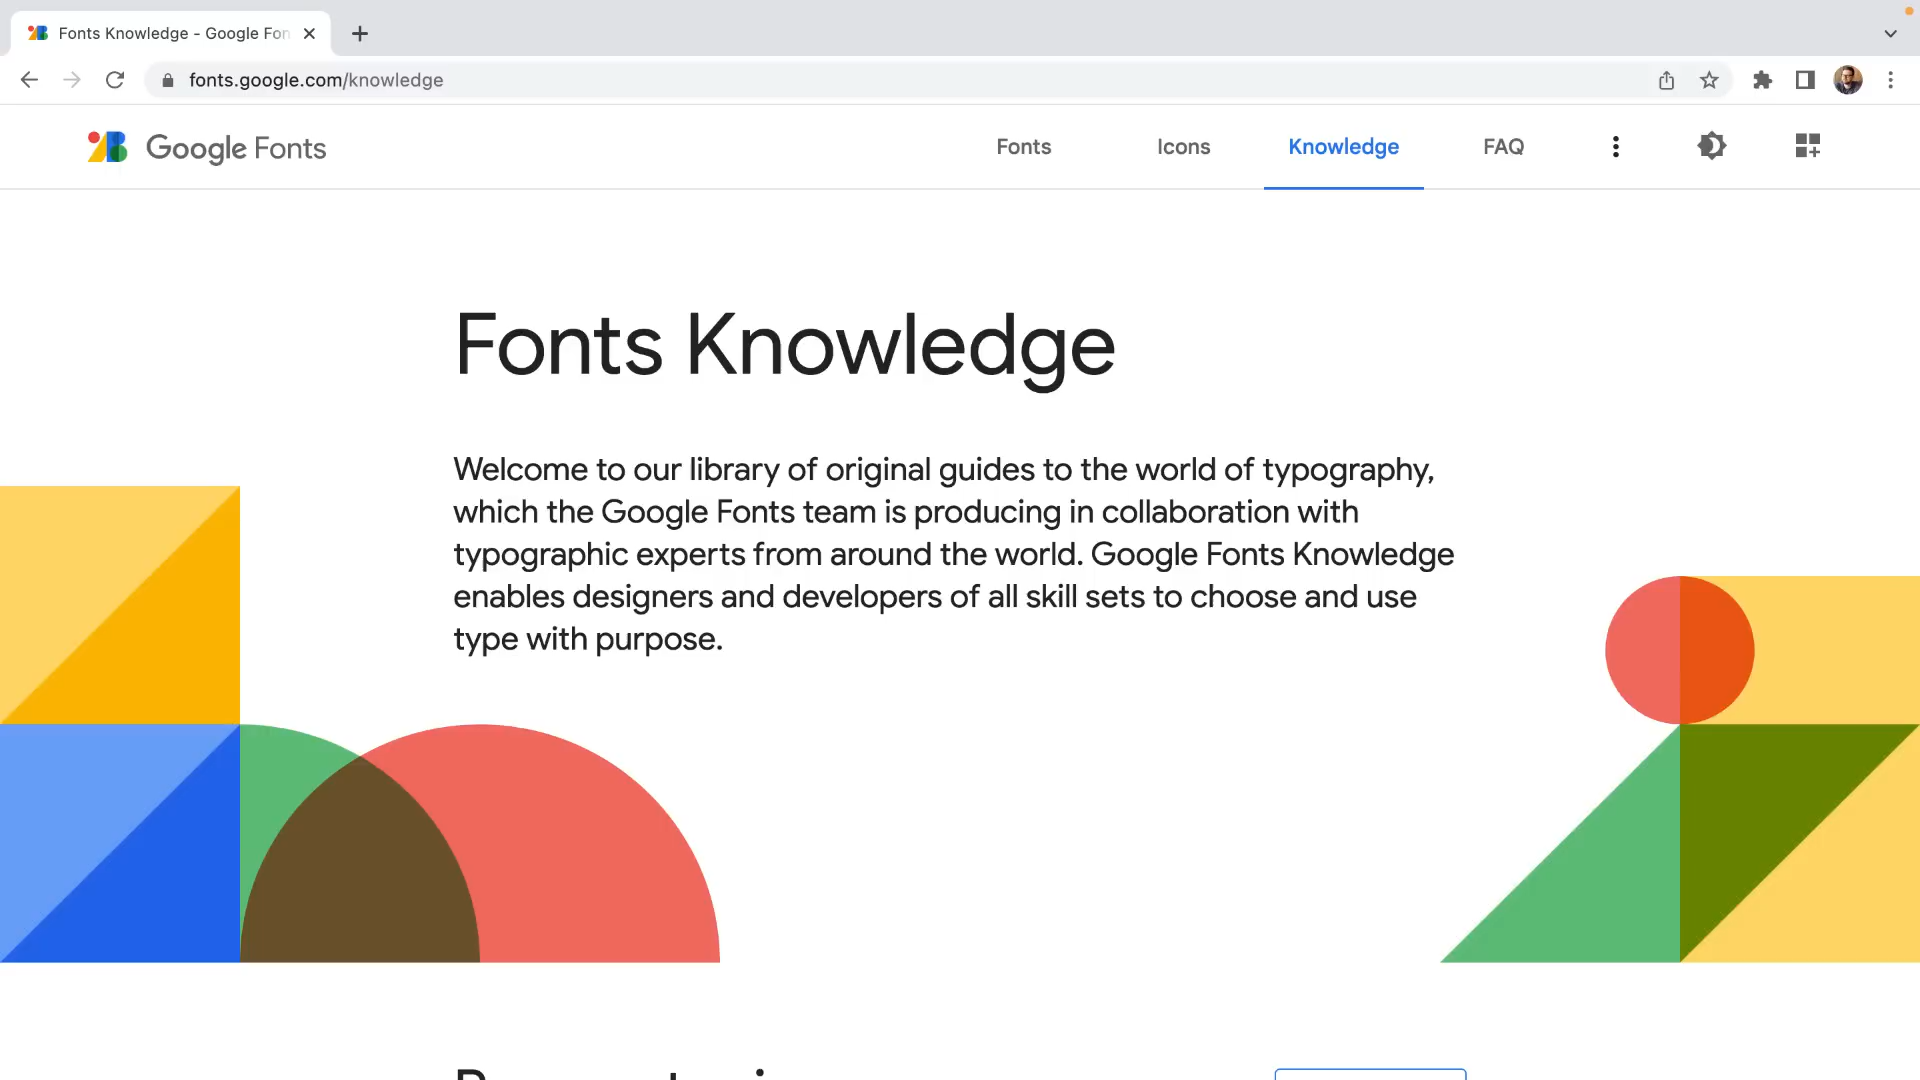 Fonts Knowledge - Google Fon
fonts.google.com/knowledge
Google Fonts
Fonts
Icons
Knowledge
FAQ
Fonts Knowledge
Welcome to our library of original guides to the world of typography,
which the Google Fonts team is producing in collaboration with
typographic experts from around the world. Google Fonts Knowledge
enables designers and developers of all skill sets to choose and use
type with purpose.